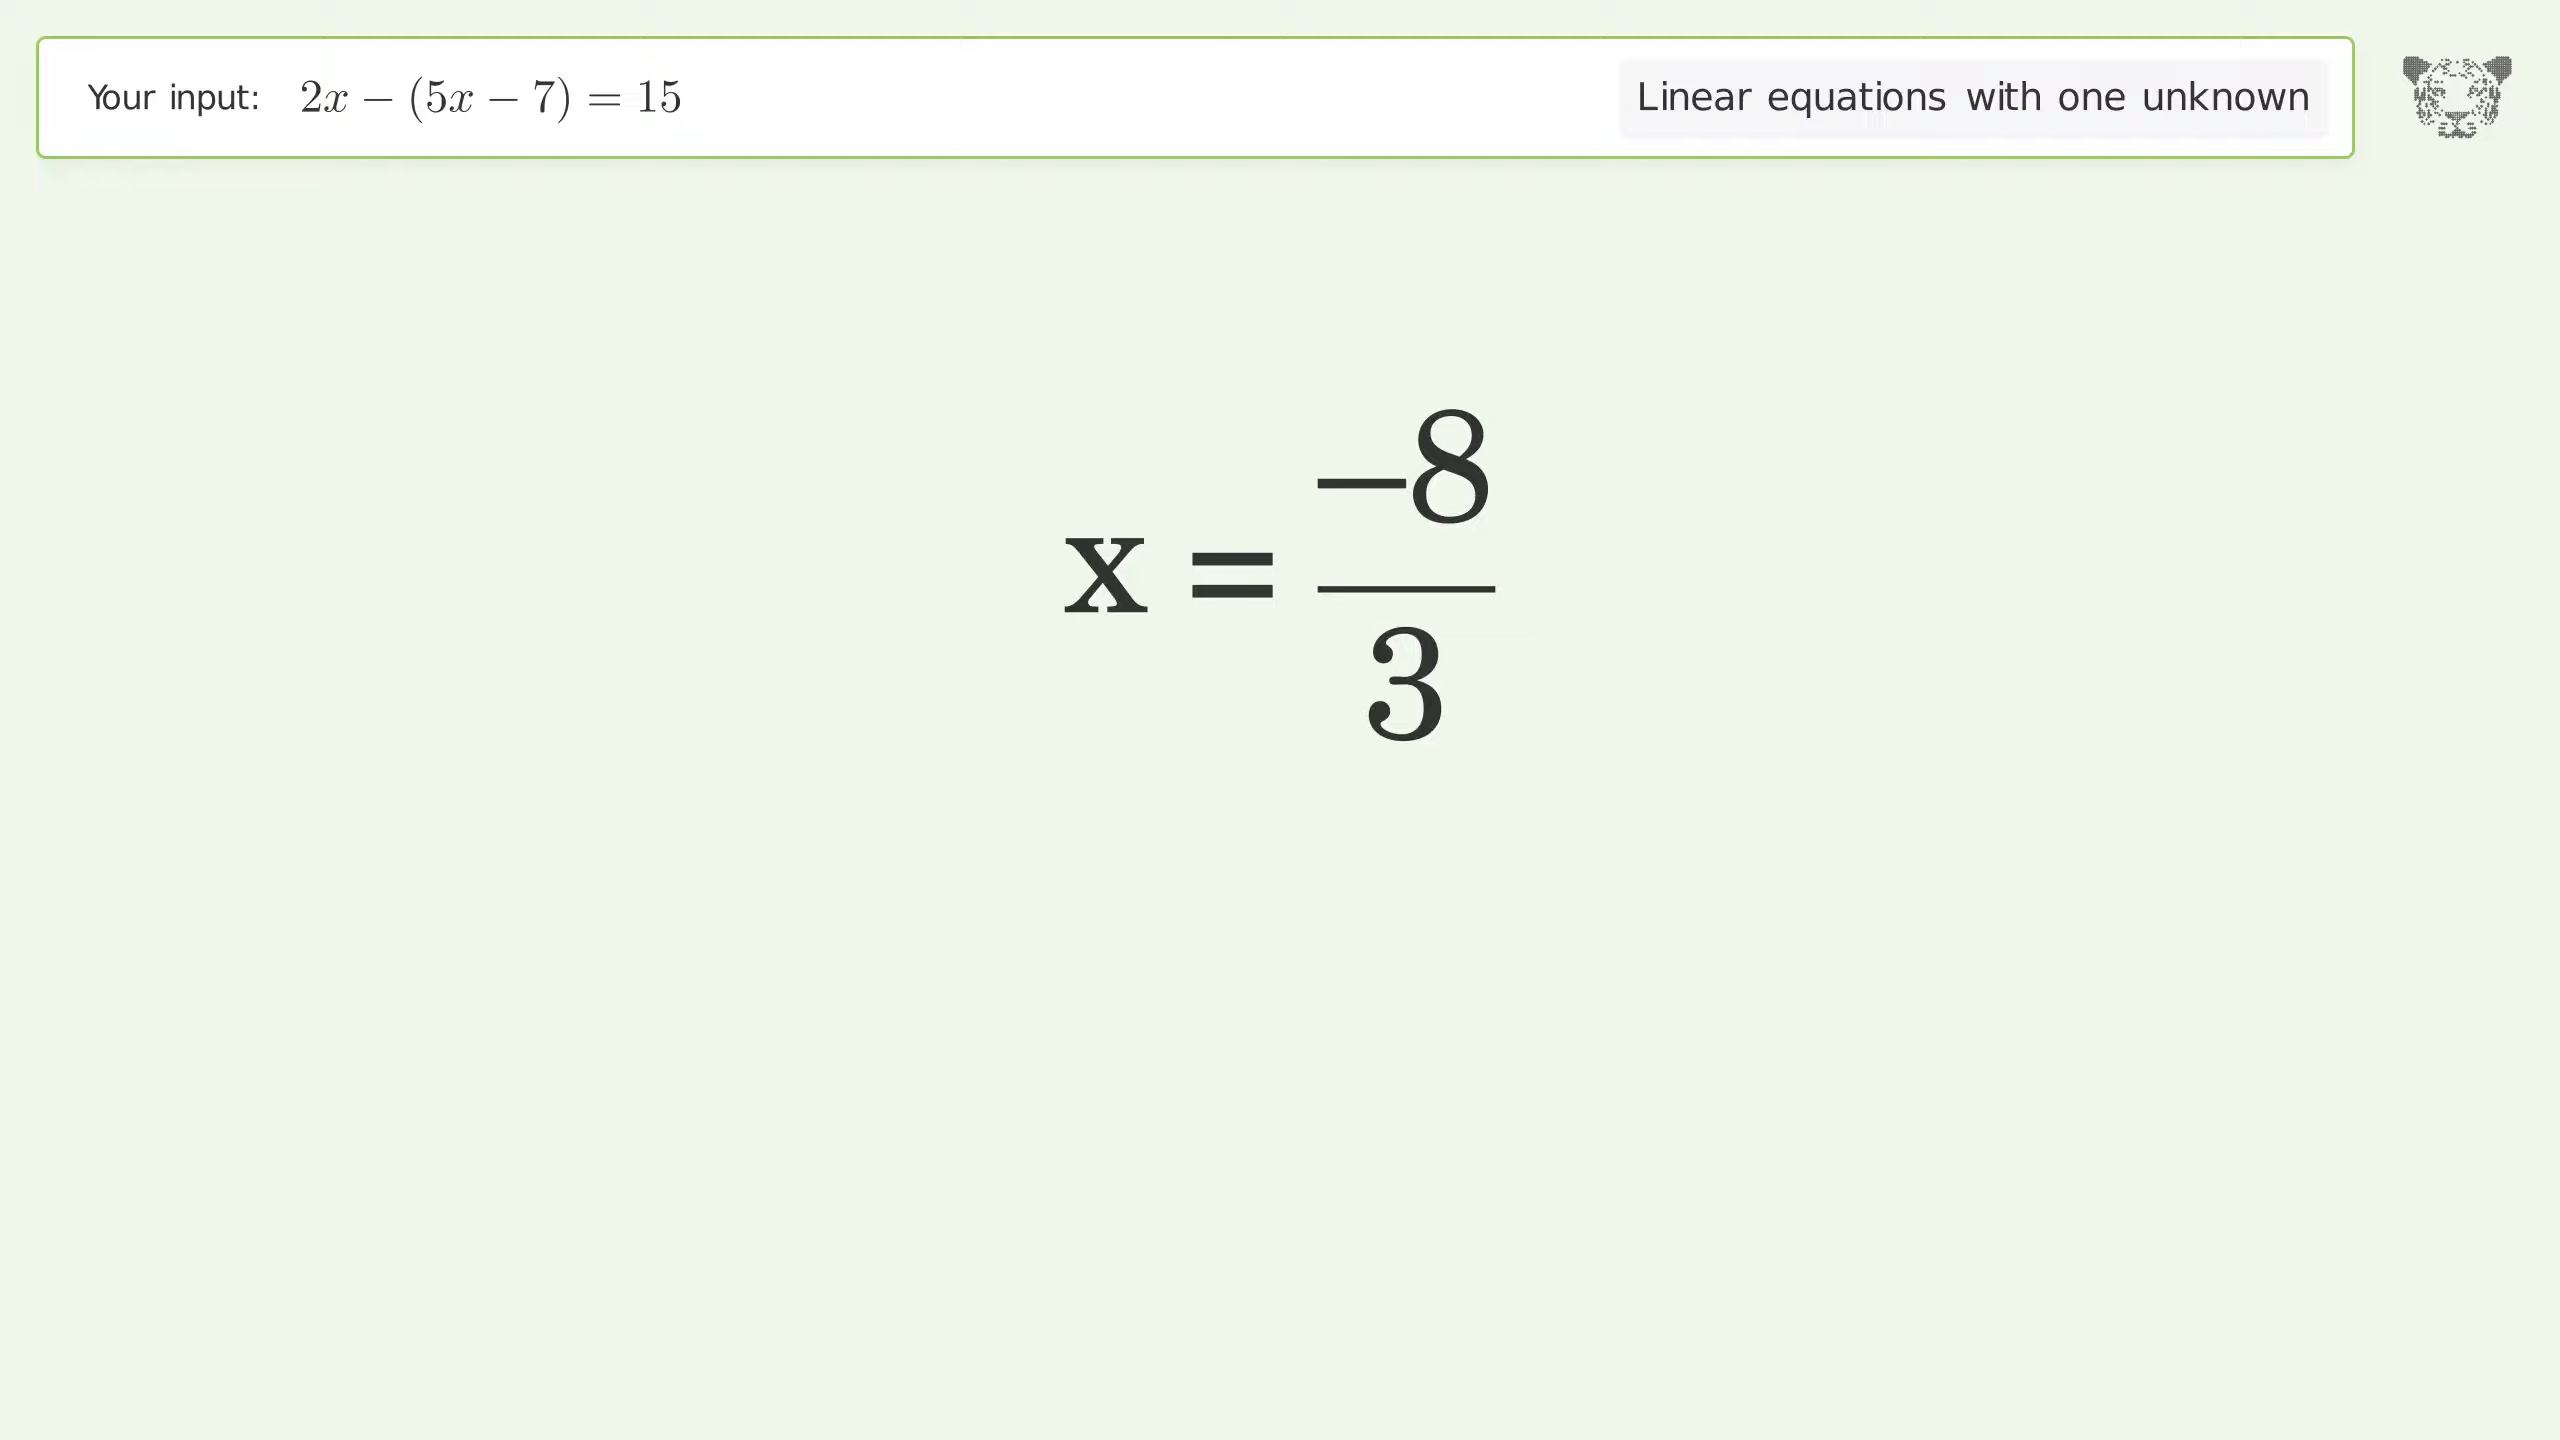 Your input: 2x − (5x − 7) = 15
Linear equations with one unknown
x = −8/3